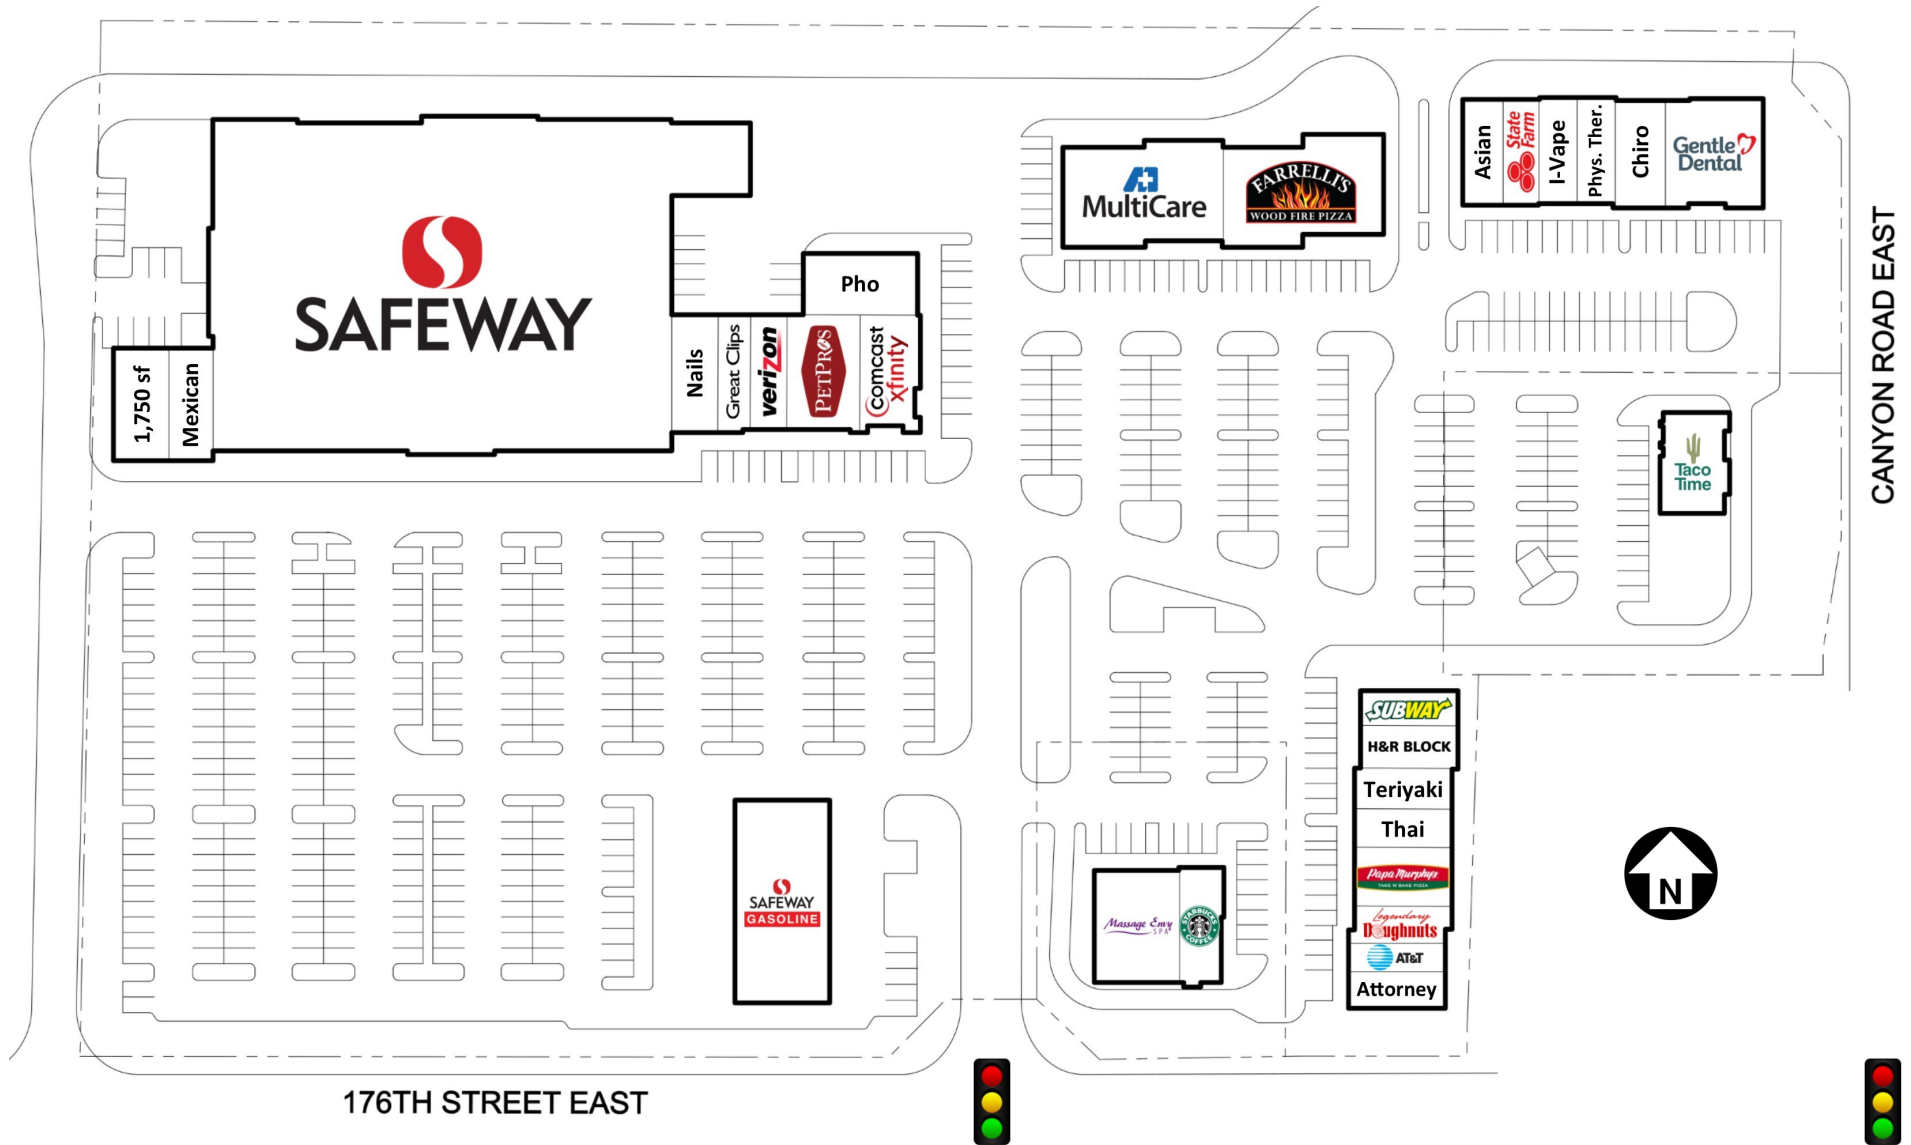 SAFEWAY
1,750 sf
Mexican
Nails
Great Clips
verizon
PETPROS
Comcast
xfinity
Pho
MultiCare
FARRELLI'S
WOOD FIRE PIZZA
Asian
State
Farm
I-Vape
Phys. Ther.
Chiro
Gentle
Dental
CANYON ROAD EAST
Taco
Time
SUBWAY
H&R BLOCK
Teriyaki
Thai
Papa Murphy's
TAKE 'N' BAKE PIZZA
Legendary
Doughnuts
AT&T
Attorney
SAFEWAY
GASOLINE
Massage Envy
SPA
STARBUCKS
COFFEE
N
176TH STREET EAST